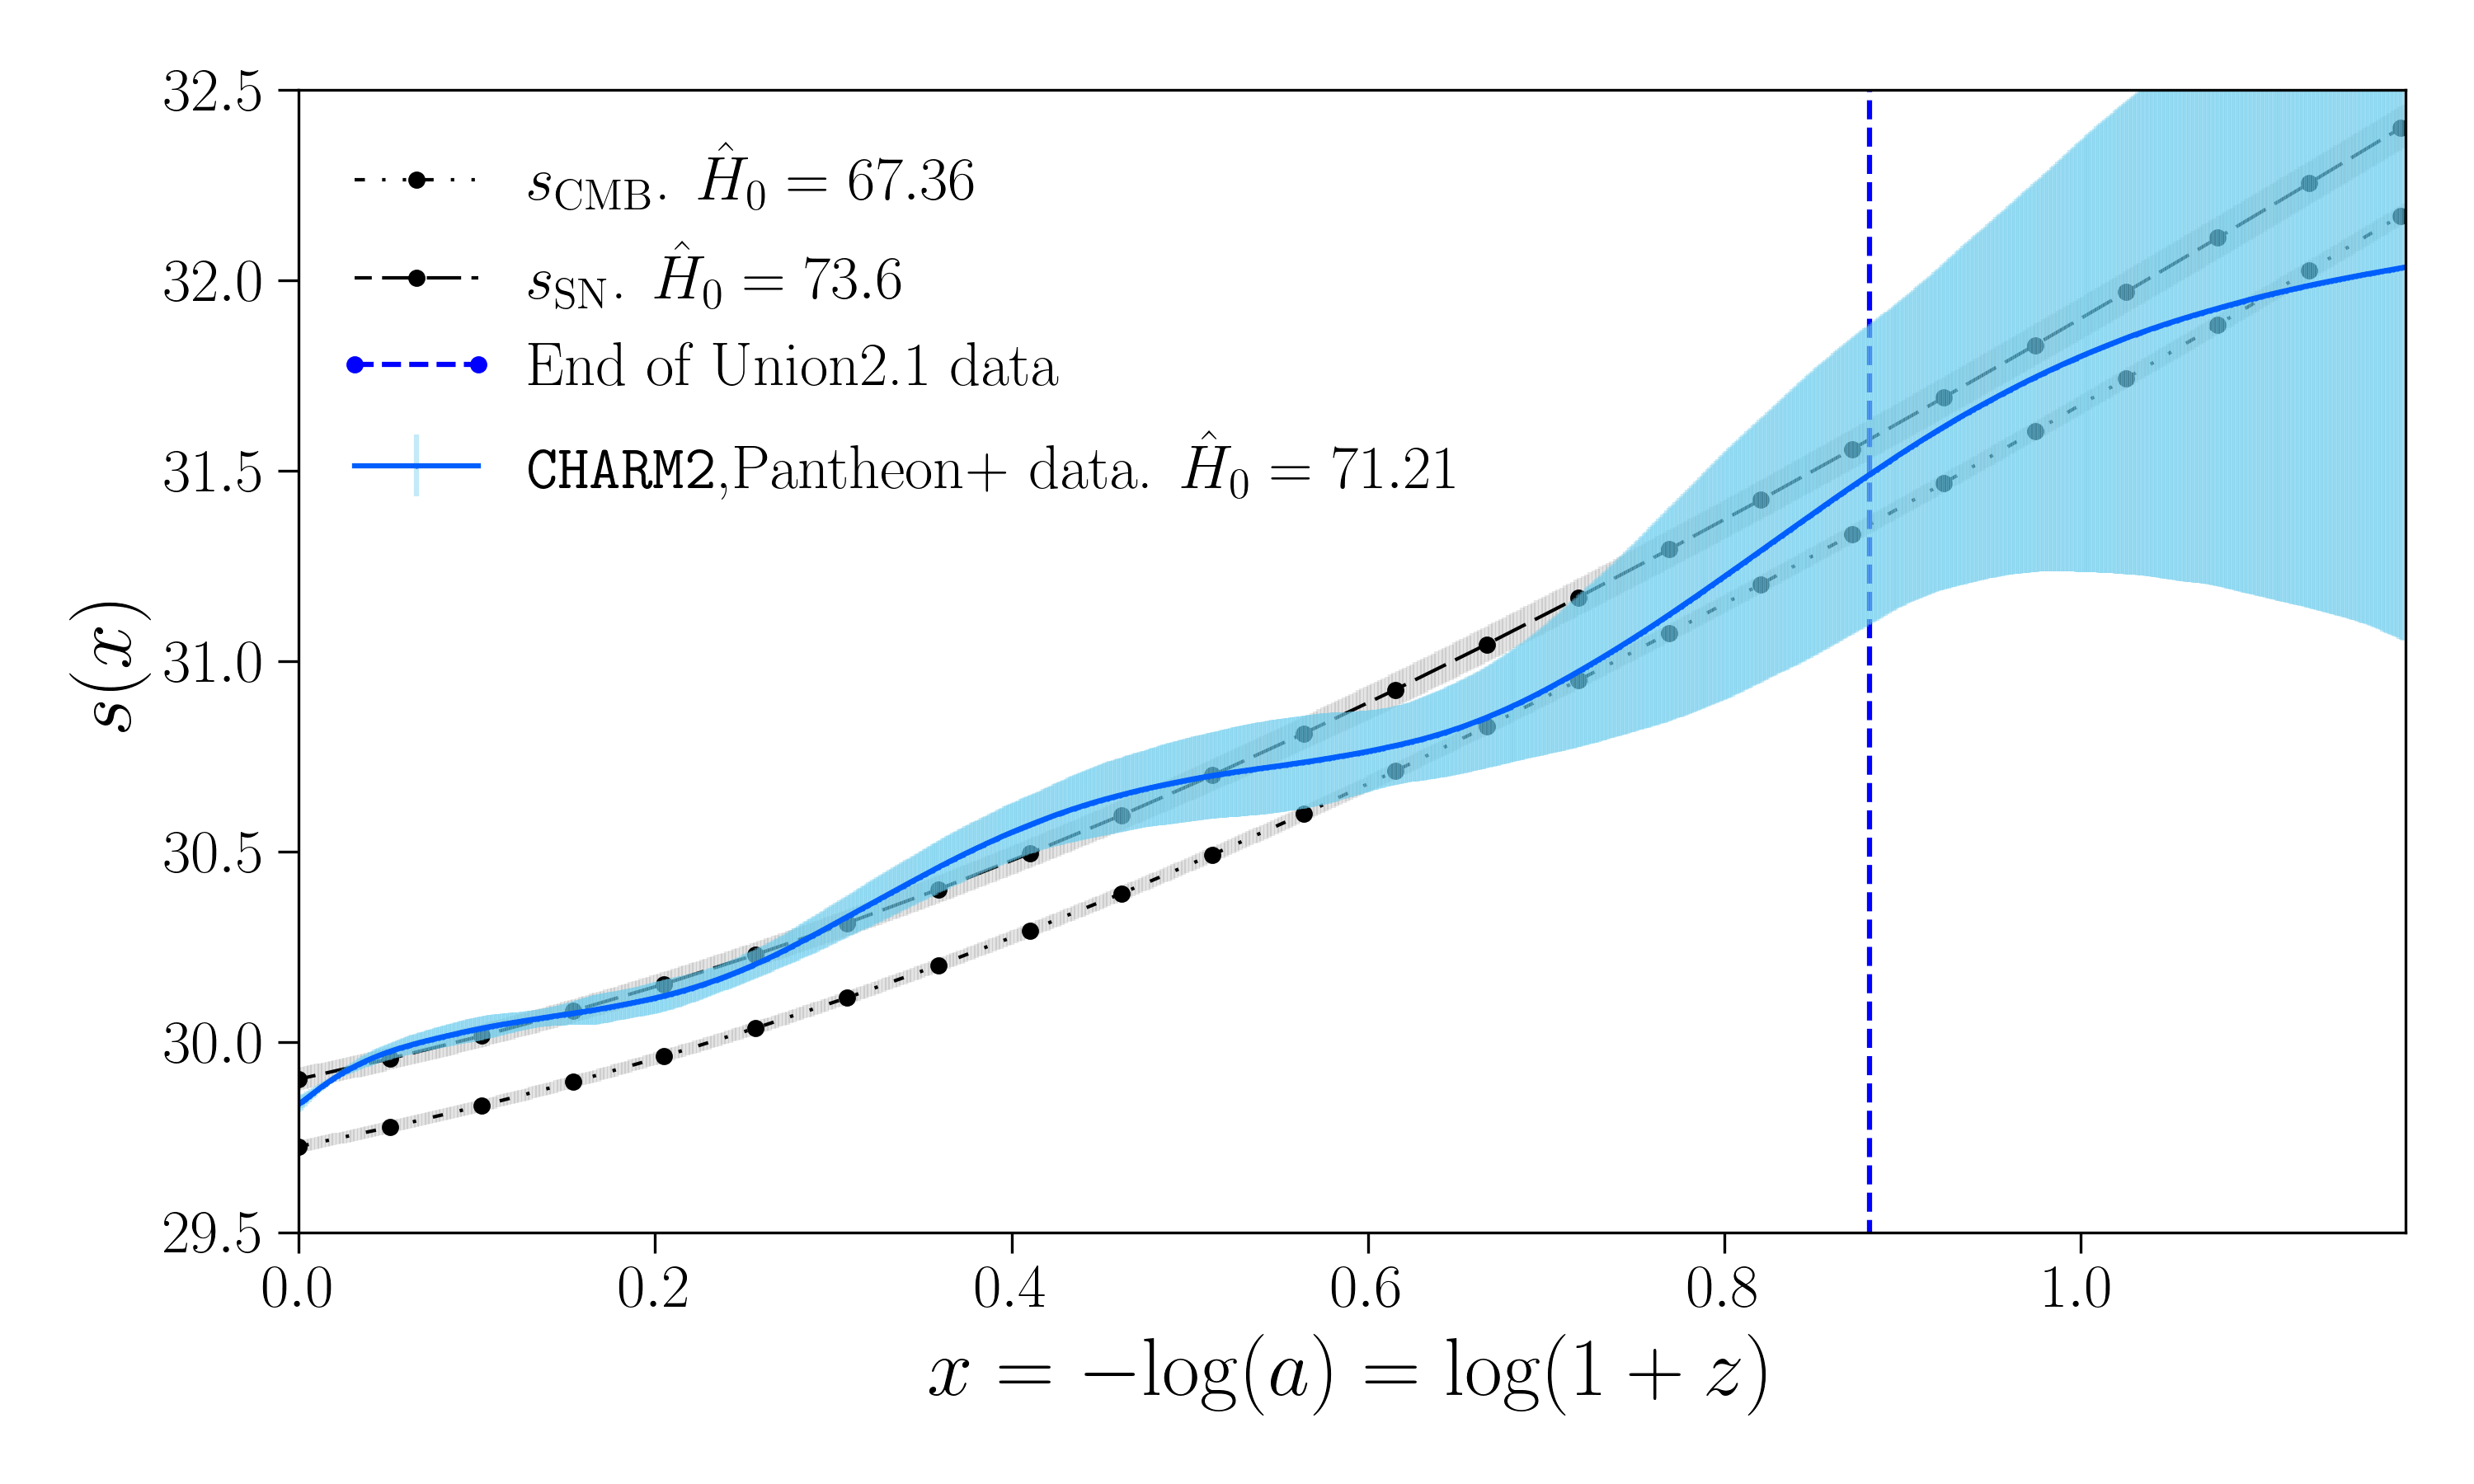 32.5
32.0
31.5
31.0
30.5
30.0
29.5
s(x)
s_CMB. Ĥ_0 = 67.36
s_SN. Ĥ_0 = 73.6
End of Union2.1 data
CHARM2,Pantheon+ data. Ĥ_0 = 71.21
0.0 0.2 0.4 0.6 0.8 1.0
x = −log(a) = log(1 + z)